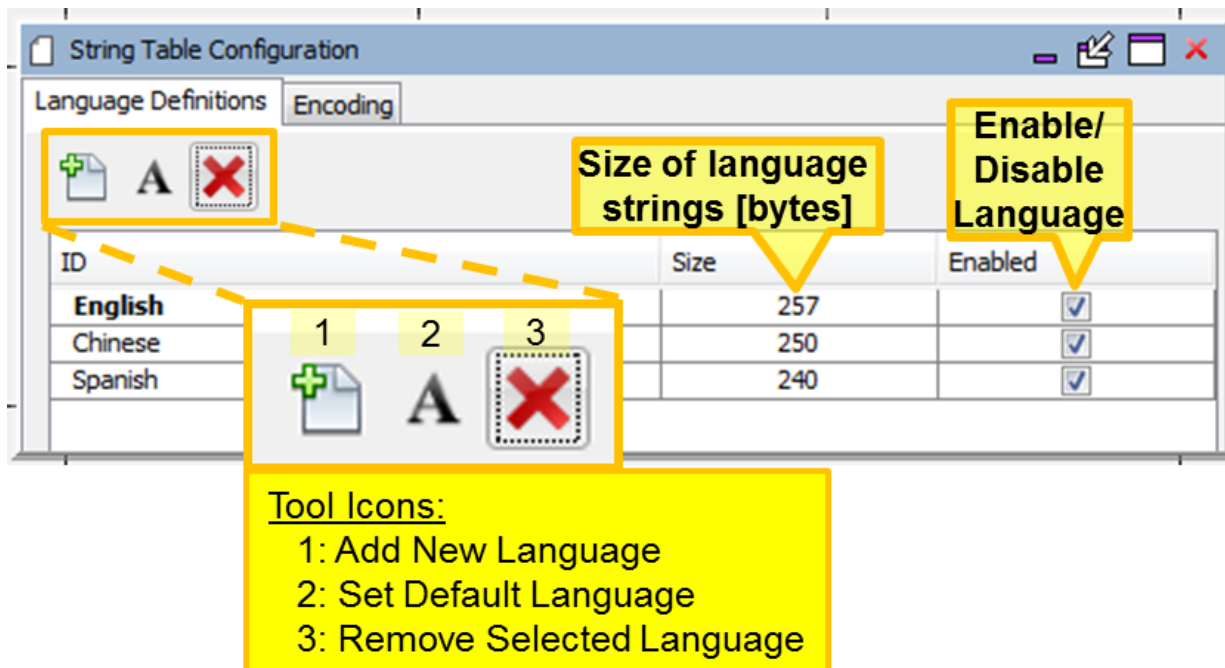 String Table Configuration
Language Definitions Encoding
A
Size of language
strings [bytes]
Enable/
Disable
Language
ID Size Enabled
English 257
Chinese 250
Spanish 240
1 2 3
A
Tool Icons:
1: Add New Language
2: Set Default Language
3: Remove Selected Language